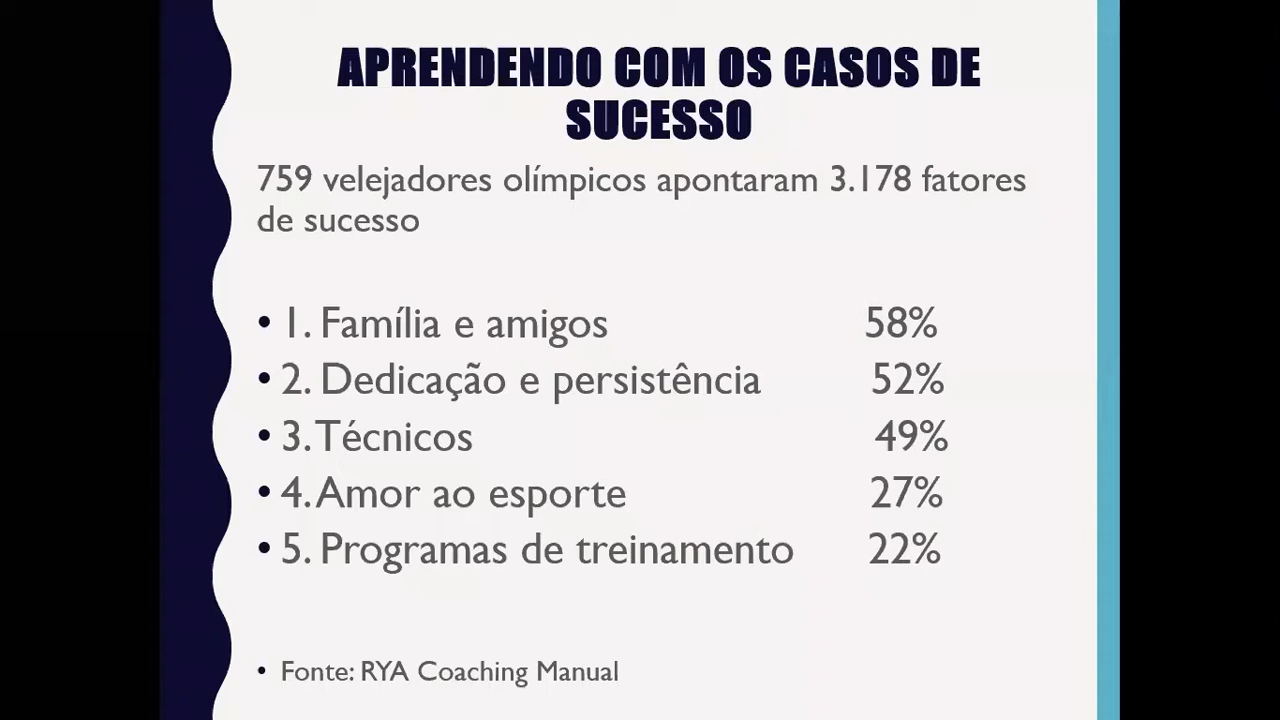 APRENDENDO COM OS CASOS DE
SUCESSO
759 velejadores olímpicos apontaram 3.178 fatores
de sucesso
• 1. Família e amigos 58%
• 2. Dedicação e persistência 52%
• 3. Técnicos 49%
• 4. Amor ao esporte 27%
• 5. Programas de treinamento 22%
• Fonte: RYA Coaching Manual